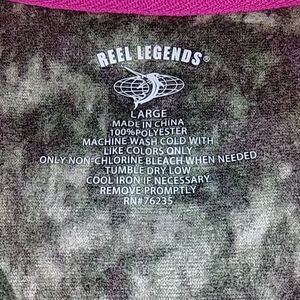 REEL LEGENDS®
LARGE
MADE IN CHINA
100%POLYESTER
MACHINE WASH COLD WITH
LIKE COLORS ONLY
ONLY NON-CHLORINE BLEACH WHEN NEEDED
TUMBLE DRY LOW
COOL IRON IF NECESSARY
REMOVE PROMPTLY
RN#76235